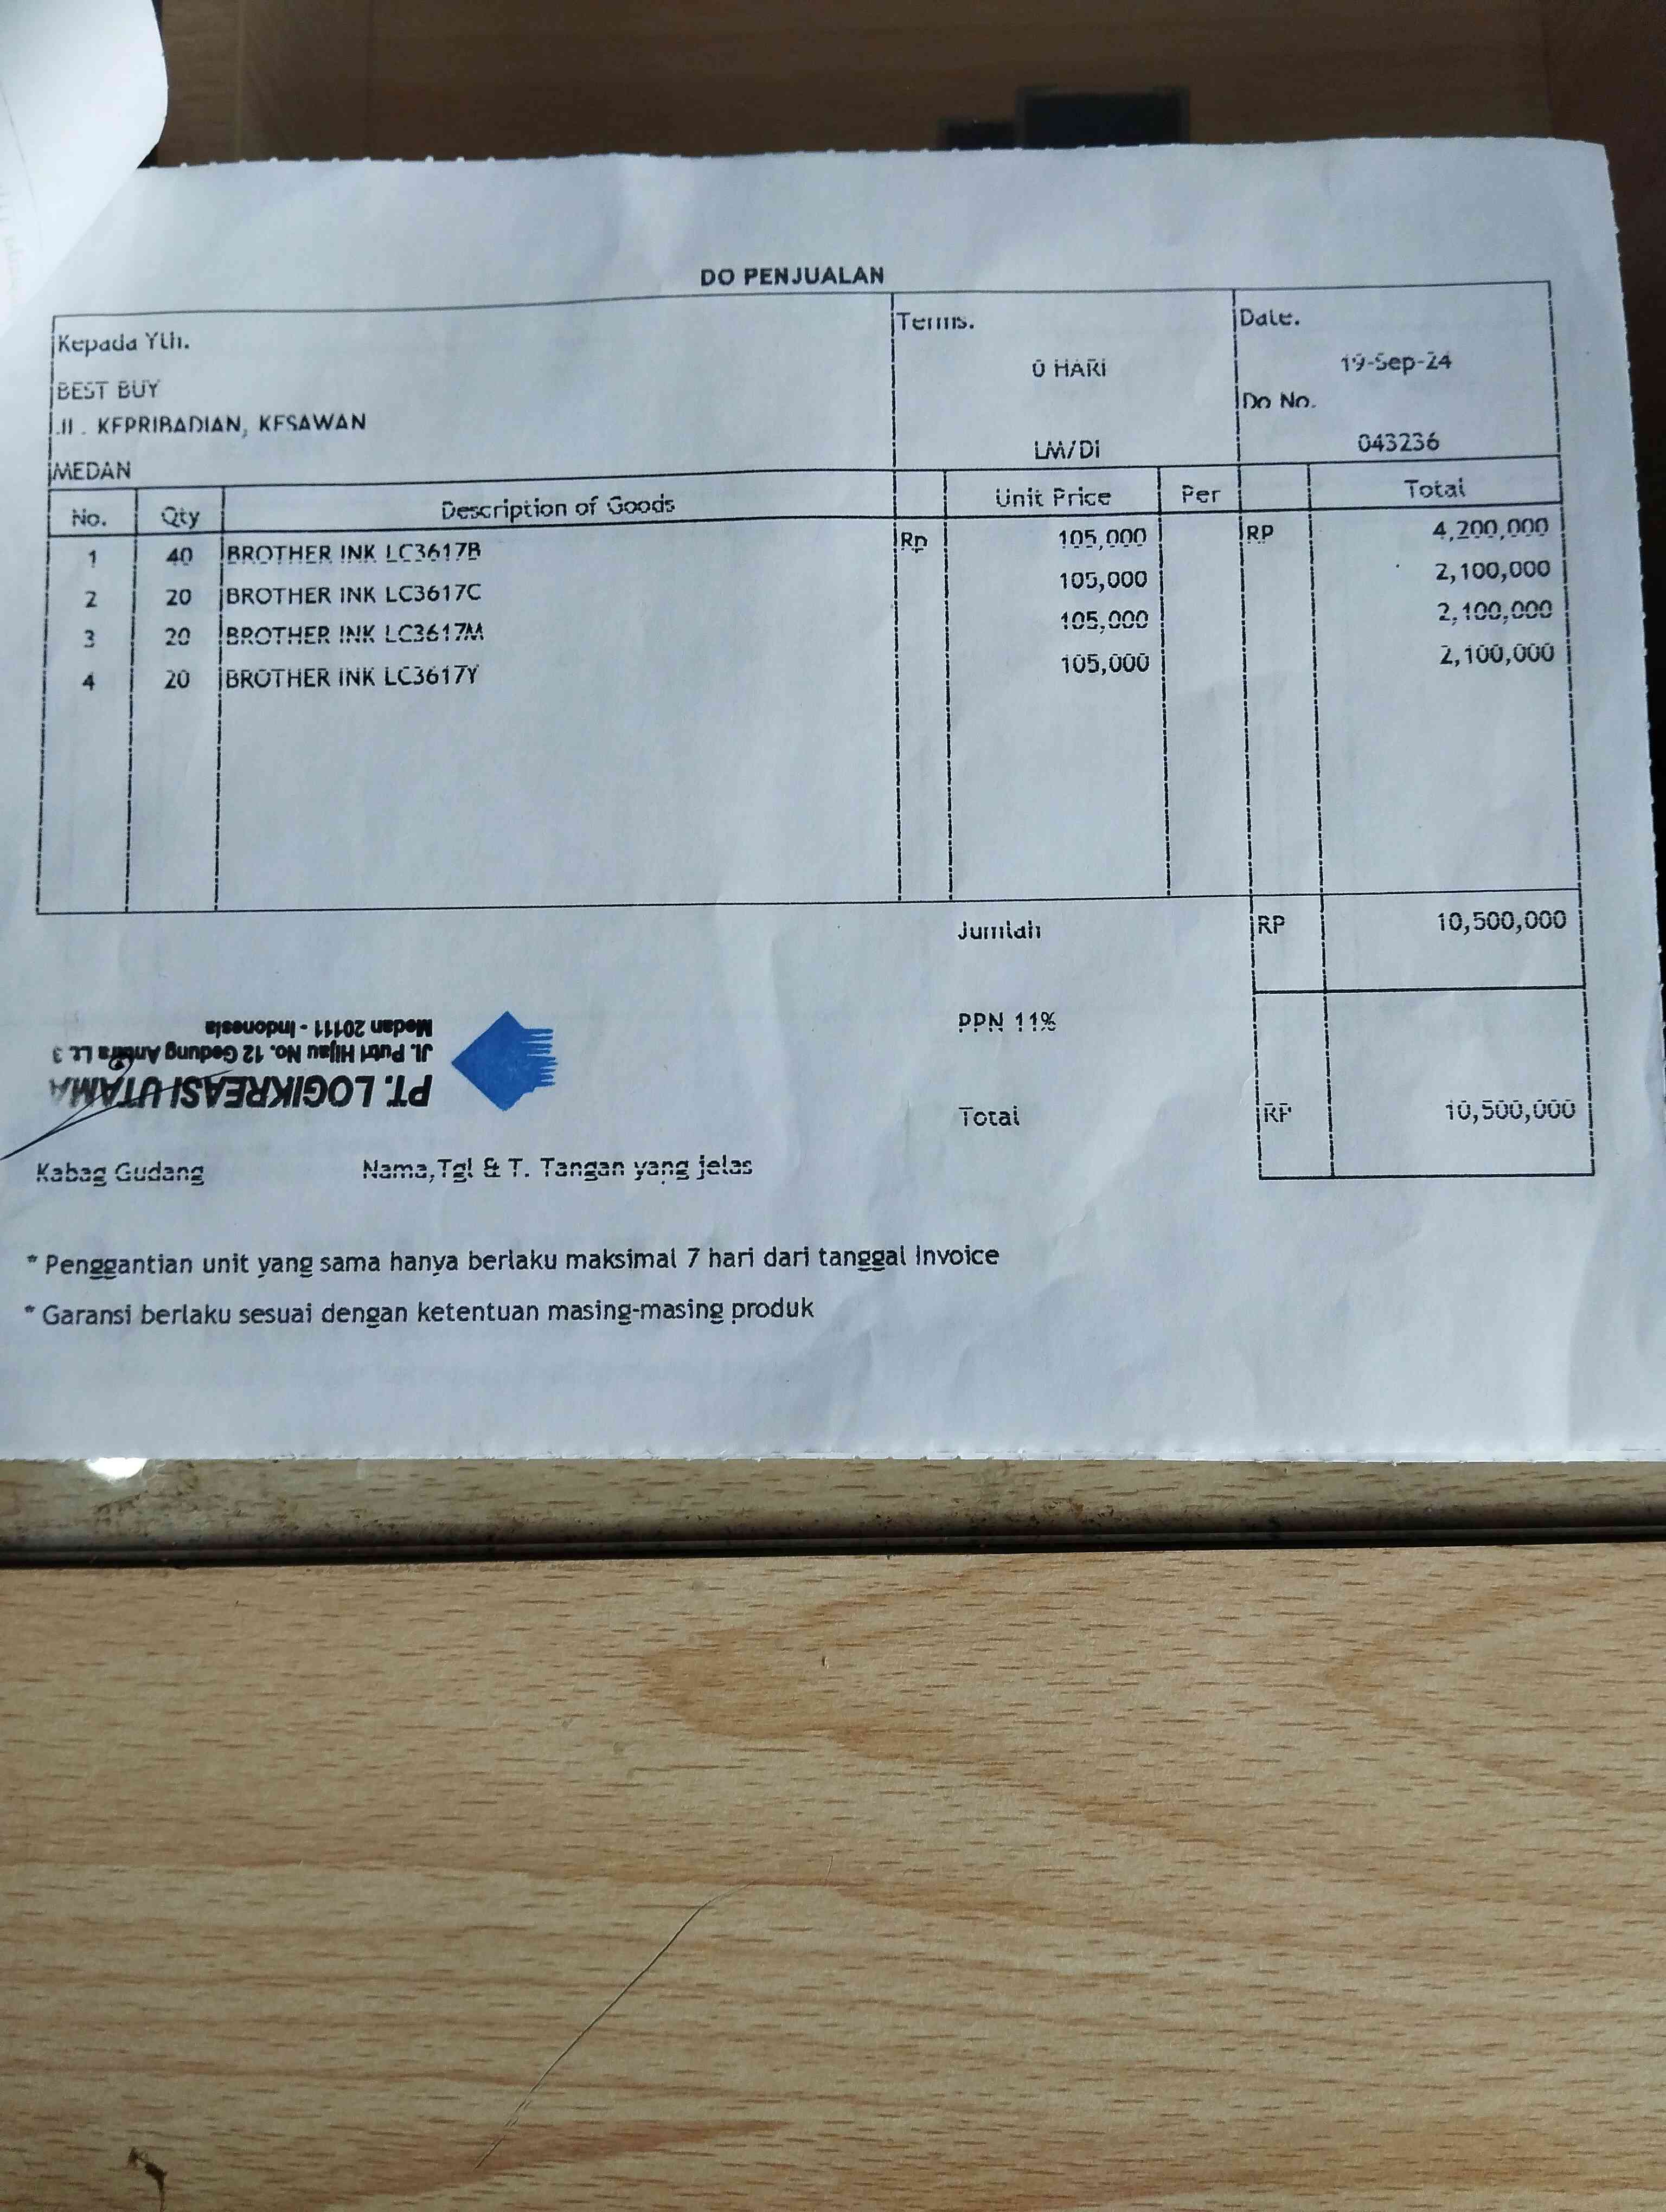 DO PENJUALAN
Kepada Yth. Terms. Date.
0 HARI 19-Sep-24
BEST BUY Do No.
JL. KEPRIBADIAN, KESAWAN
LM/DI 043236
MEDAN
No. Qty Description of Goods Unit Price Per Total
1 40 BROTHER INK LC3617B Rp 105,000 RP 4,200,000
2 20 BROTHER INK LC3617C 105,000 2,100,000
3 20 BROTHER INK LC3617M 105,000 2,100,000
4 20 BROTHER INK LC3617Y 105,000 2,100,000
Jumlah RP 10,500,000
PPN 11%
Total RP 10,500,000
PT. LOGIKREASI UTAMA
Jl. Putri Hijau No. 12 Gedung Antara Lt. 3
Medan 20111 - Indonesia
Kabag Gudang Nama,Tgl & T. Tangan yang jelas
* Penggantian unit yang sama hanya berlaku maksimal 7 hari dari tanggal Invoice
* Garansi berlaku sesuai dengan ketentuan masing-masing produk